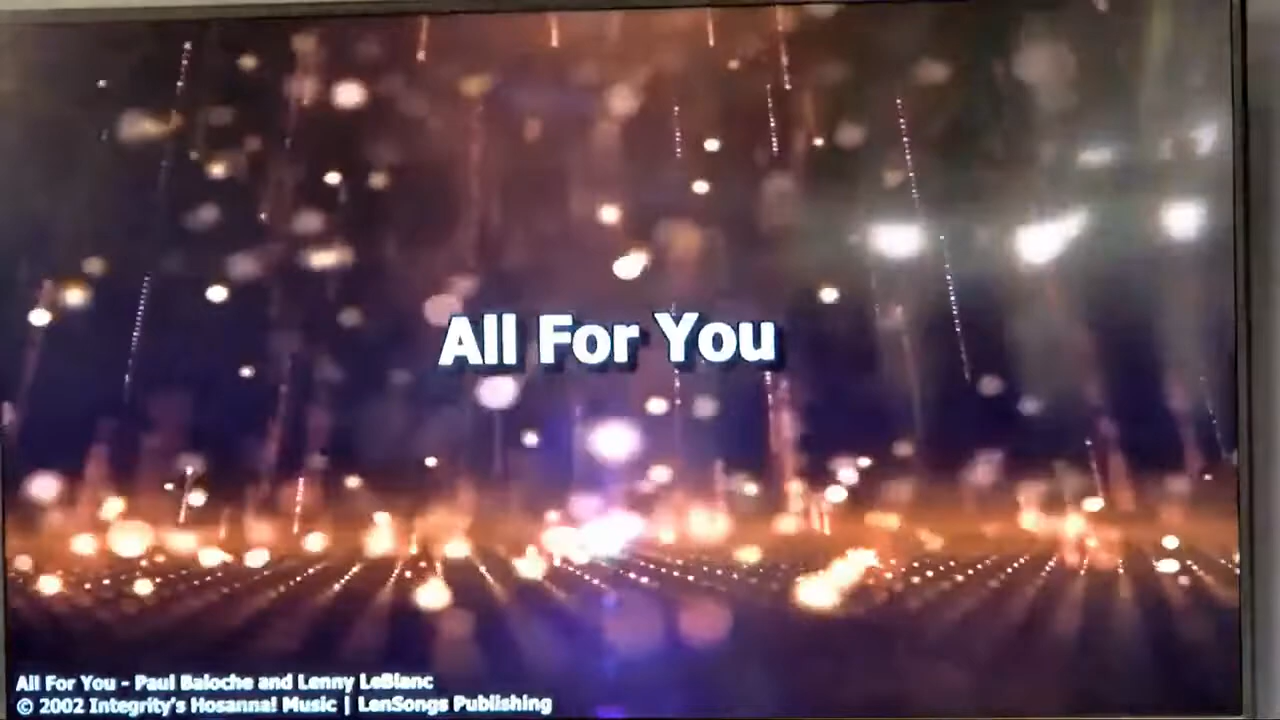 All For You
All For You - Paul Baloche and Lenny LeBlanc
© 2002 Integrity's Hosanna! Music | LenSongs Publishing